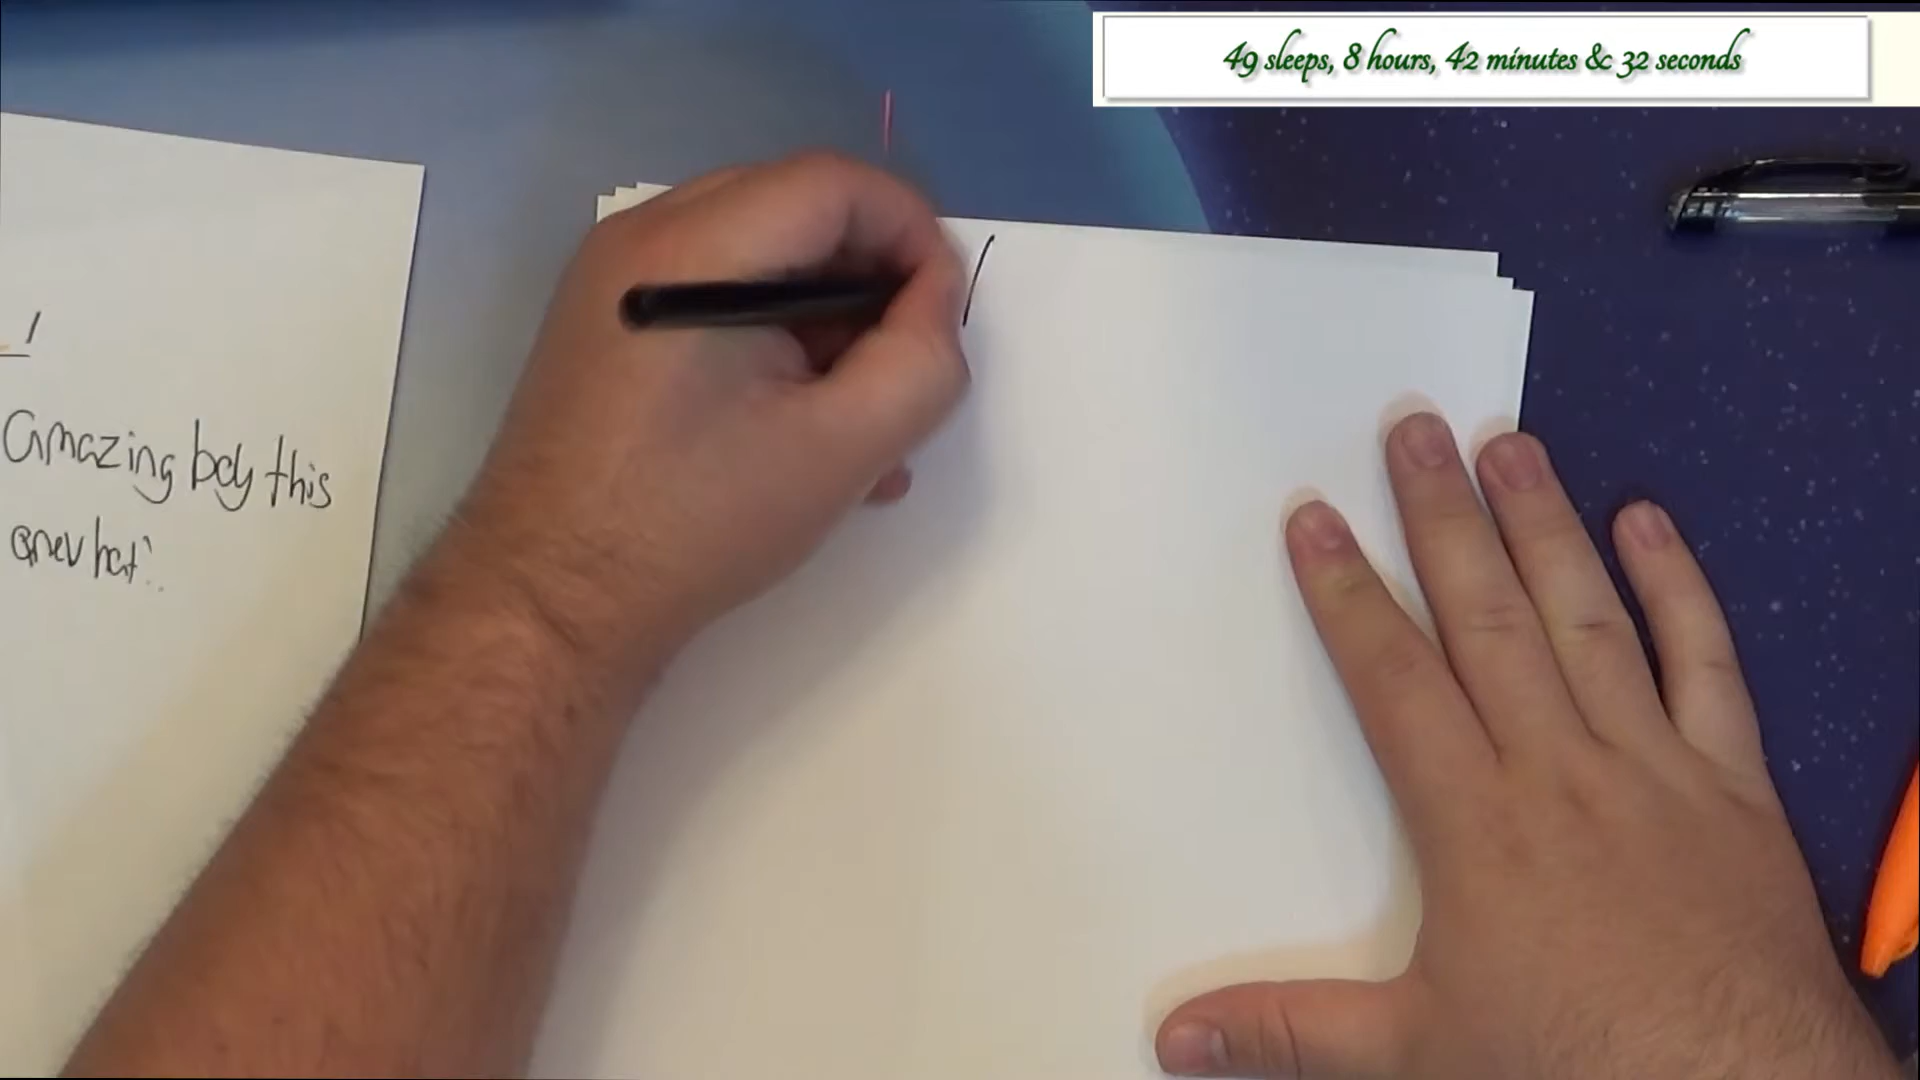 49 sleeps, 8 hours, 42 minutes & 32 seconds
amazing boy this